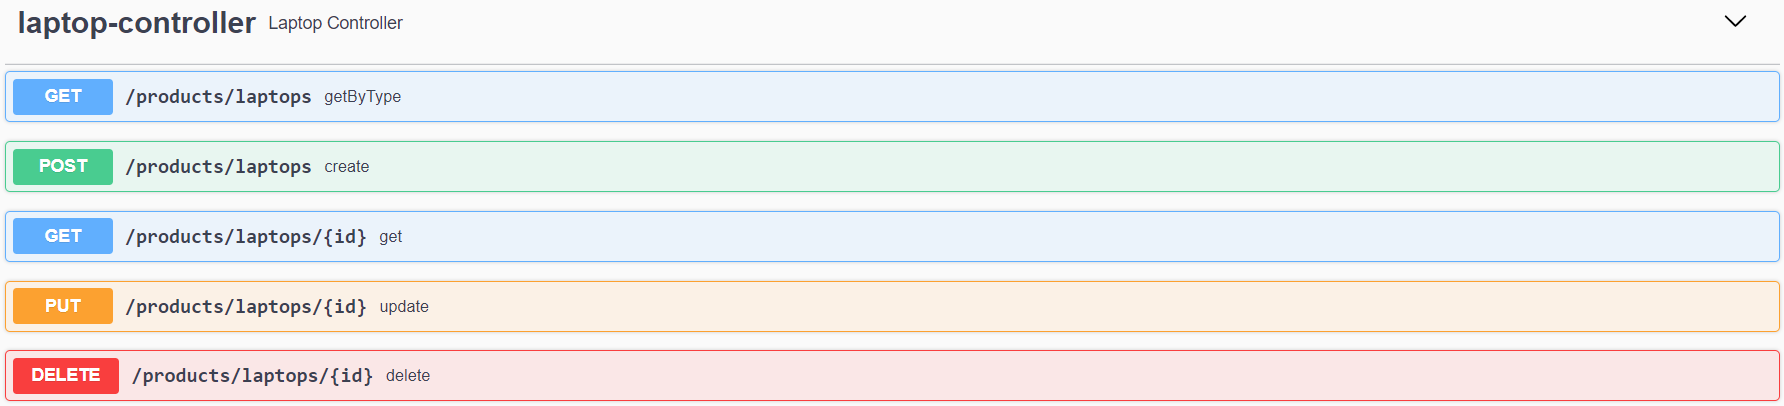 laptop-controller Laptop Controller
GET /products/laptops getByType
POST /products/laptops create
GET /products/laptops/{id} get
PUT /products/laptops/{id} update
DELETE /products/laptops/{id} delete